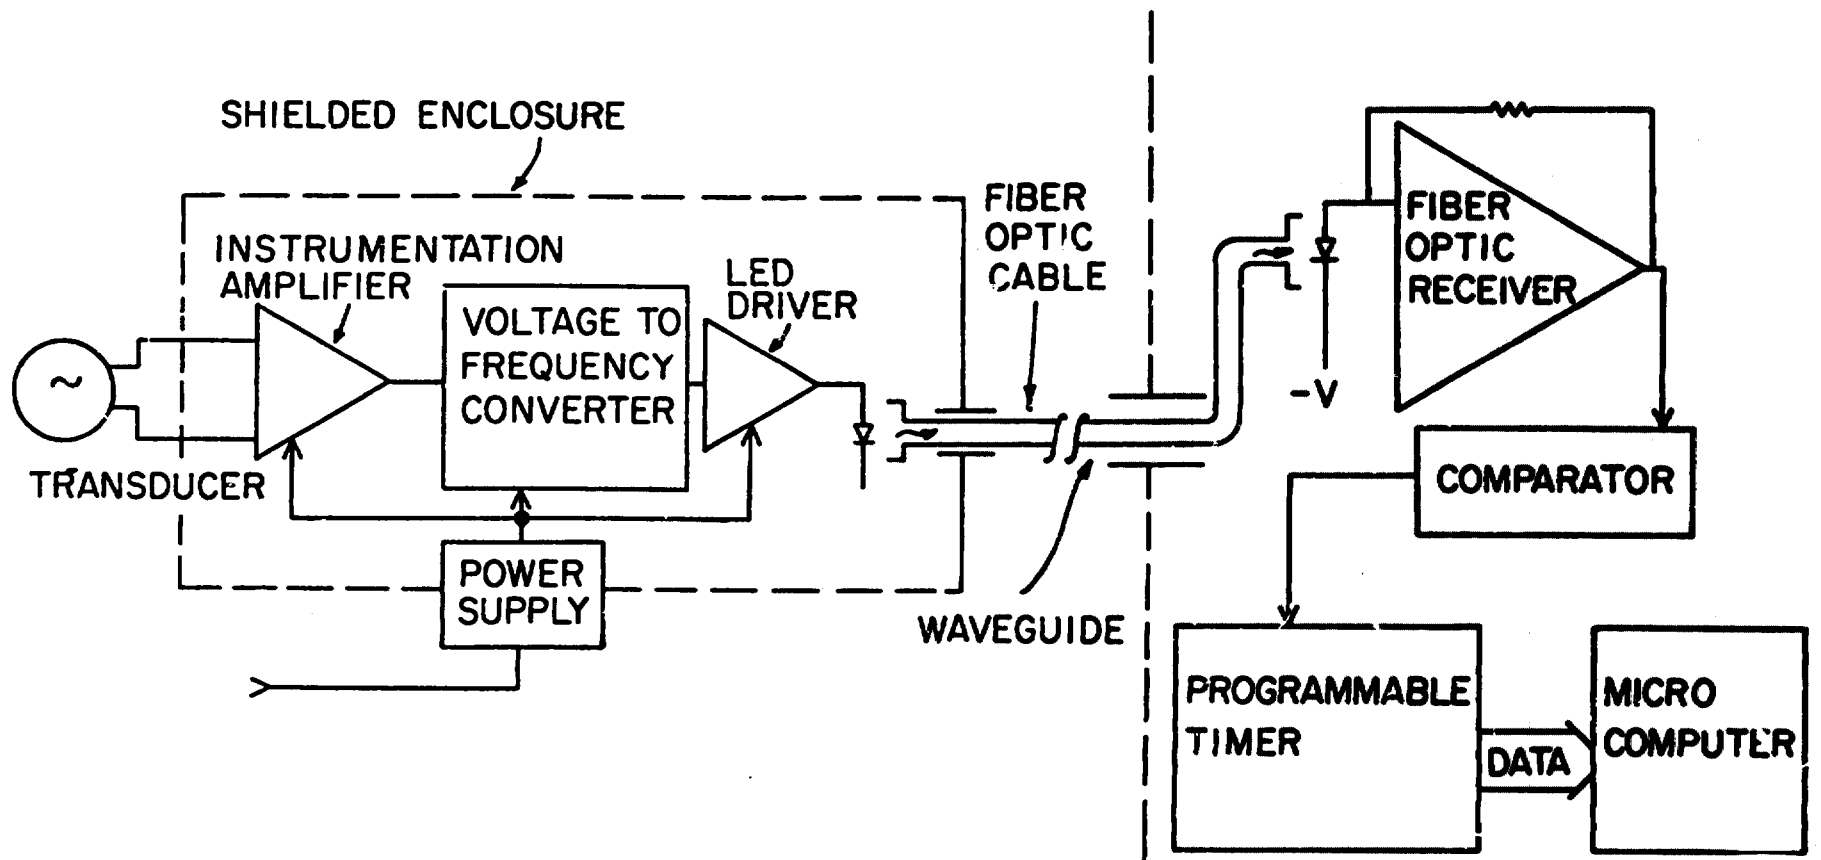 SHIELDED ENCLOSURE
INSTRUMENTATION
AMPLIFIER
VOLTAGE TO
FREQUENCY
CONVERTER
LED
DRIVER
~
TRANSDUCER
POWER
SUPPLY
FIBER
OPTIC
CABLE
WAVEGUIDE
-V
FIBER
OPTIC
RECEIVER
COMPARATOR
PROGRAMMABLE
TIMER
DATA
MICRO
COMPUTER